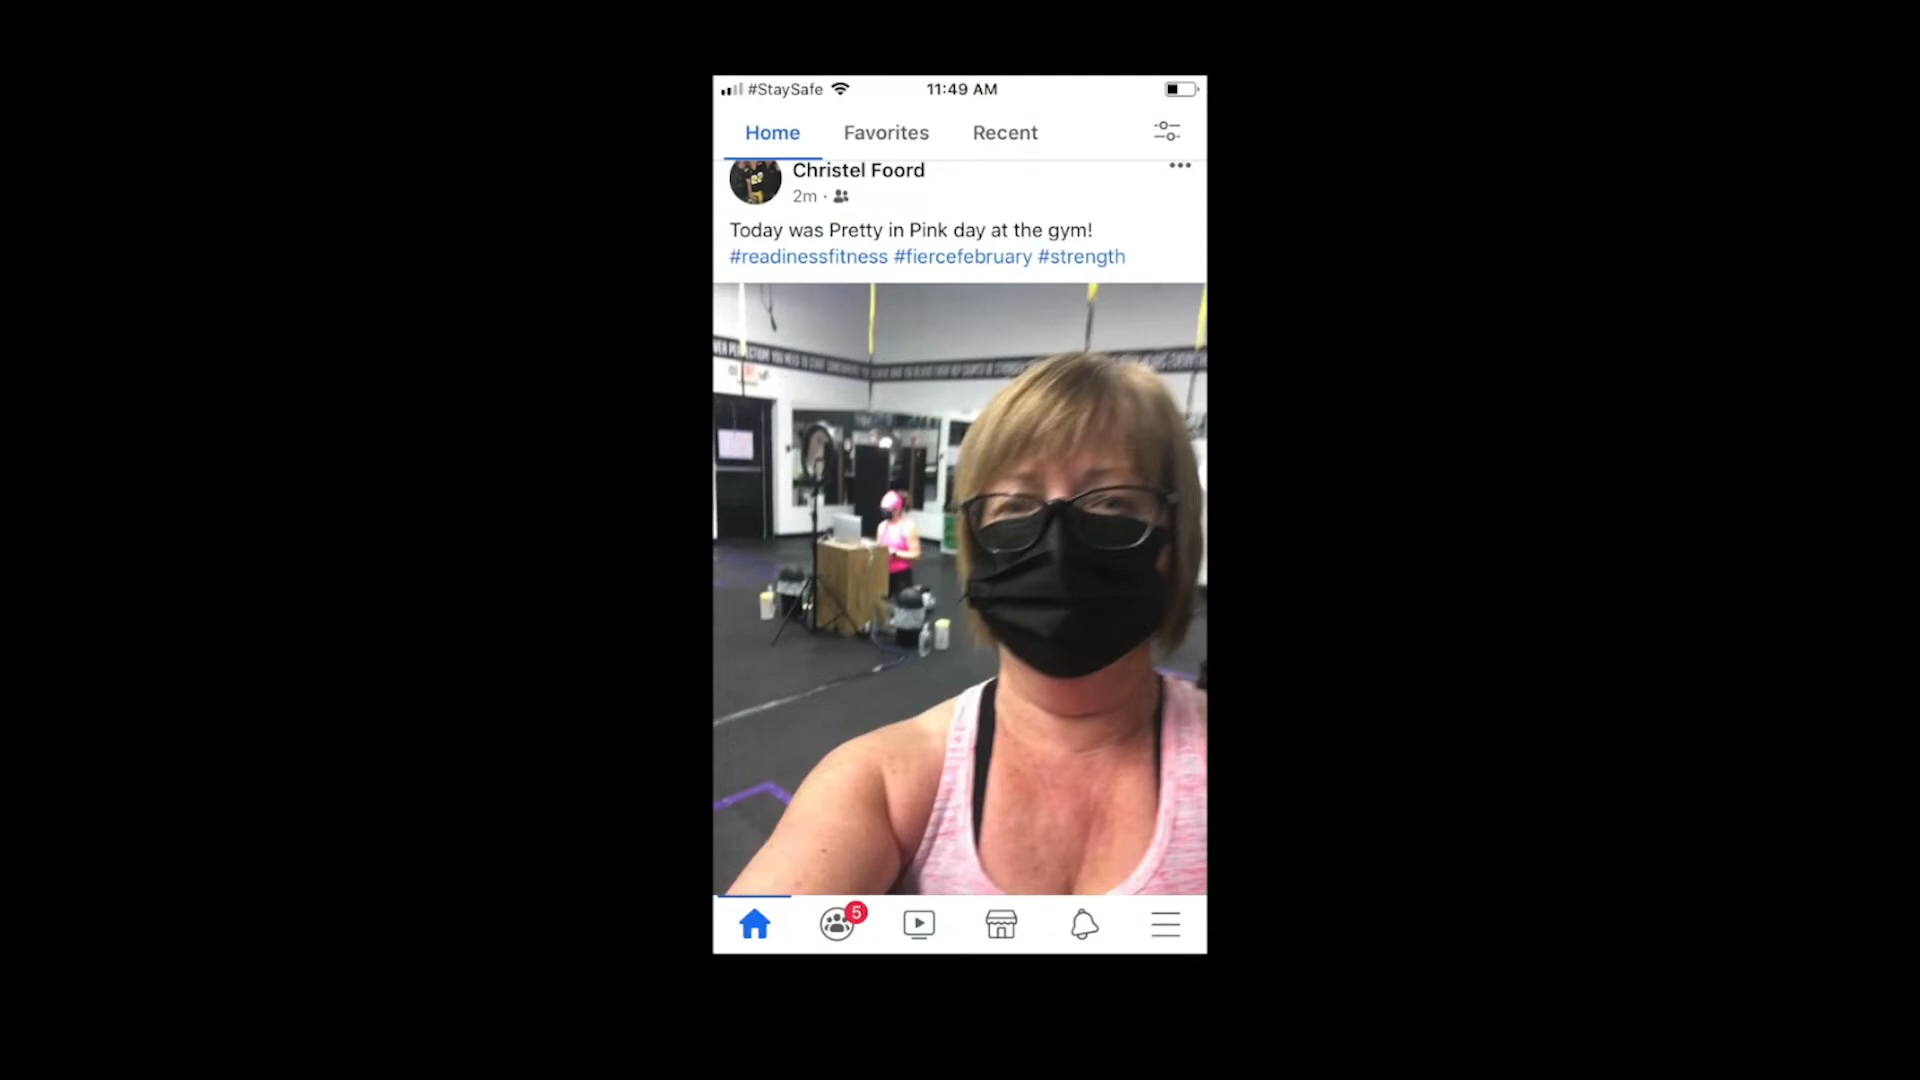 #StaySafe 11:49 AM
Home Favorites Recent
Christel Foord
2m ·
Today was Pretty in Pink day at the gym!
#readinessfitness #fiercefebruary #strength
5